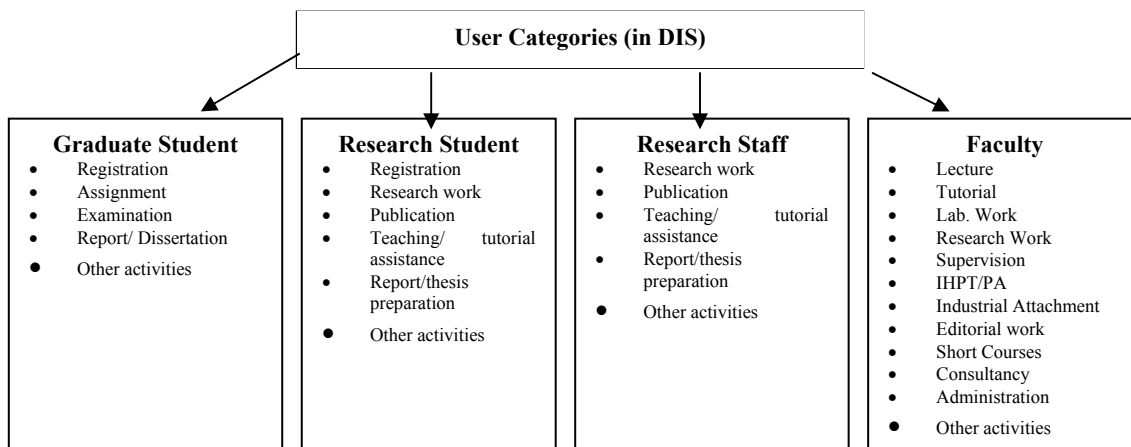 User Categories (in DIS)
Graduate Student
• Registration
• Assignment
• Examination
• Report/ Dissertation
• Other activities
Research Student
• Registration
• Research work
• Publication
• Teaching/ tutorial
assistance
• Report/thesis
preparation
• Other activities
Research Staff
• Research work
• Publication
• Teaching/ tutorial
assistance
• Report/thesis
preparation
• Other activities
Faculty
• Lecture
• Tutorial
• Lab. Work
• Research Work
• Supervision
• IHPT/PA
• Industrial Attachment
• Editorial work
• Short Courses
• Consultancy
• Administration
• Other activities